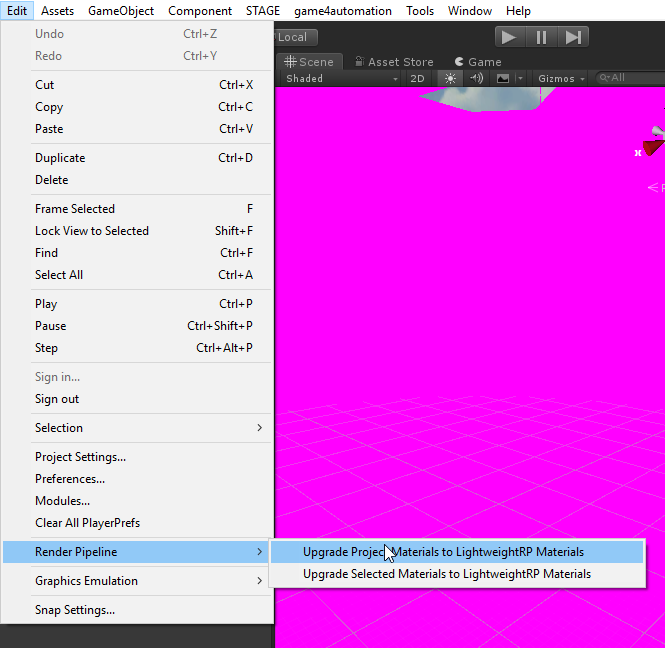 Edit Assets GameObject Component STAGE game4automation Tools Window Help
Local
Scene Asset Store Game
Shaded 2D Gizmos All
Undo Ctrl+Z
Redo Ctrl+Y
Cut Ctrl+X
Copy Ctrl+C
Paste Ctrl+V
Duplicate Ctrl+D
Delete
Frame Selected F
Lock View to Selected Shift+F
Find Ctrl+F
Select All Ctrl+A
Play Ctrl+P
Pause Ctrl+Shift+P
Step Ctrl+Alt+P
Sign in...
Sign out
Selection
Project Settings...
Preferences...
Modules...
Clear All PlayerPrefs
Render Pipeline
Upgrade Project Materials to LightweightRP Materials
Upgrade Selected Materials to LightweightRP Materials
Graphics Emulation
Snap Settings...
x